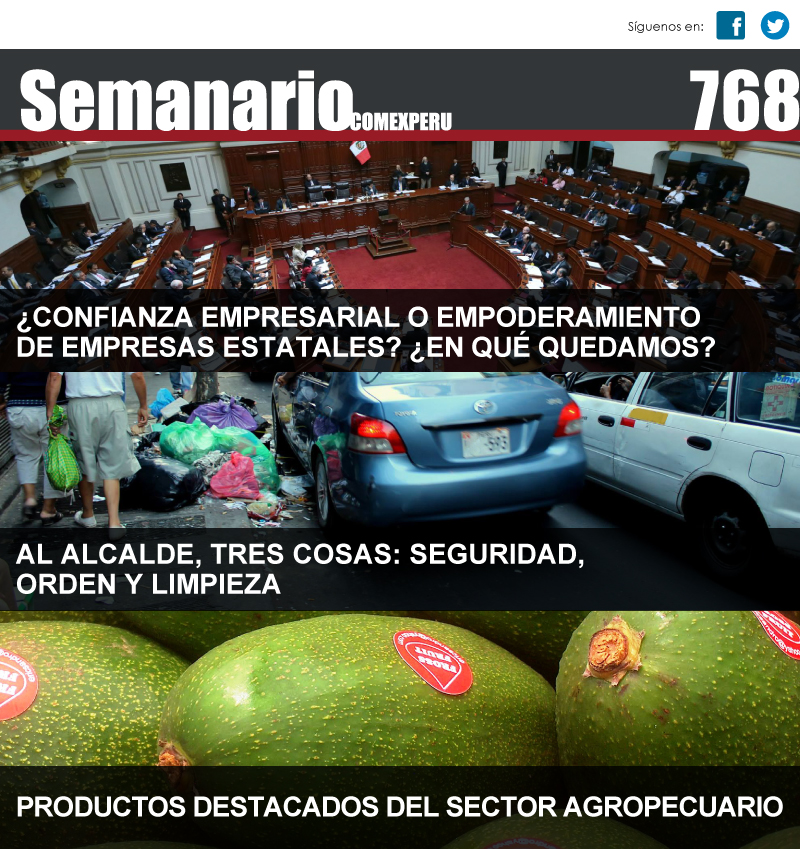 Síguenos en:
Semanario COMEXPERU 768
¿CONFIANZA EMPRESARIAL O EMPODERAMIENTO
DE EMPRESAS ESTATALES? ¿EN QUÉ QUEDAMOS?
AL ALCALDE, TRES COSAS: SEGURIDAD,
ORDEN Y LIMPIEZA
PRODUCTOS DESTACADOS DEL SECTOR AGROPECUARIO